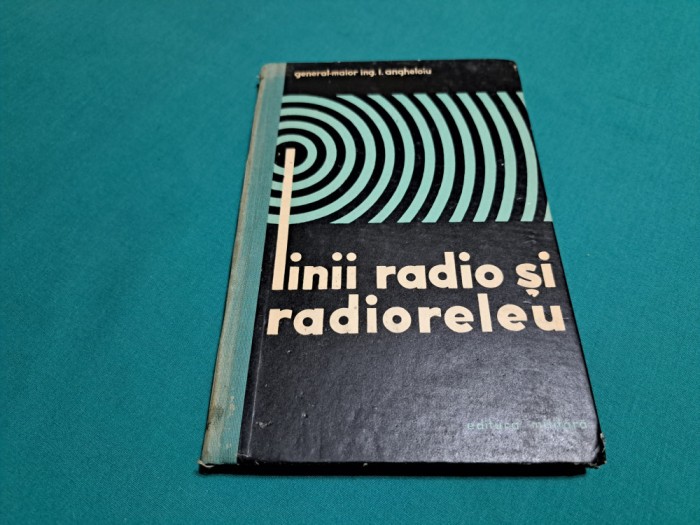 general-maior ing. i. angheloiu
linii radio și
radioreleu
editura militară